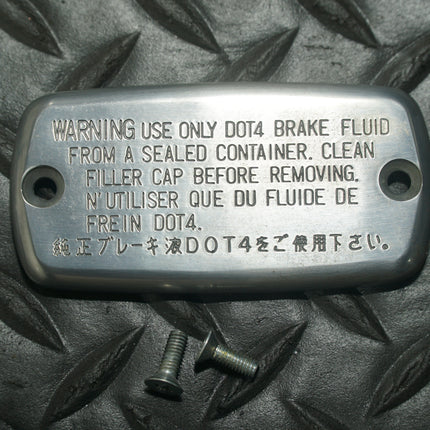 WARNING USE ONLY DOT4 BRAKE FLUID
FROM A SEALED CONTAINER. CLEAN
FILLER CAP BEFORE REMOVING.
N'UTILISER QUE DU FLUIDE DE
FREIN DOT4.
純正ブレーキ液DOT4をご使用下さい。